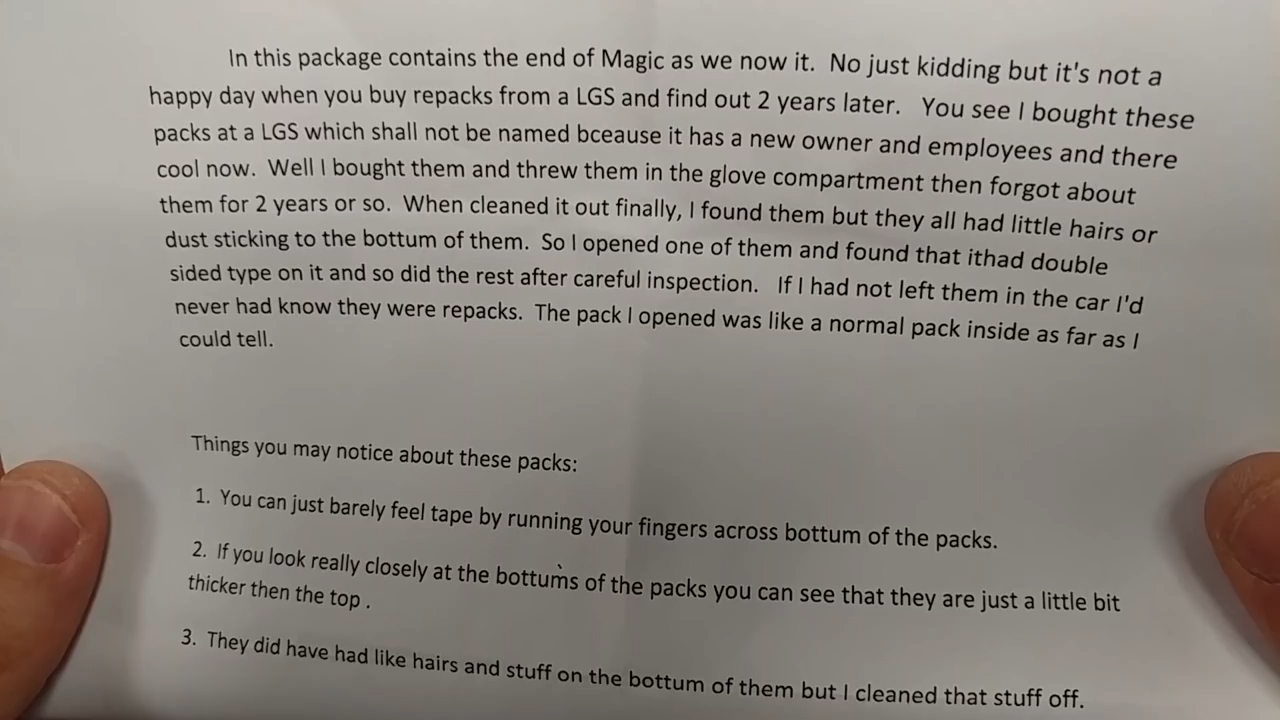 In this package contains the end of Magic as we now it. No just kidding but it's not a
happy day when you buy repacks from a LGS and find out 2 years later. You see I bought these
packs at a LGS which shall not be named bceause it has a new owner and employees and there
cool now. Well I bought them and threw them in the glove compartment then forgot about
them for 2 years or so. When cleaned it out finally, I found them but they all had little hairs or
dust sticking to the bottum of them. So I opened one of them and found that ithad double
sided type on it and so did the rest after careful inspection. If I had not left them in the car I'd
never had know they were repacks. The pack I opened was like a normal pack inside as far as I
could tell.
Things you may notice about these packs:
1. You can just barely feel tape by running your fingers across bottum of the packs.
2. If you look really closely at the bottums of the packs you can see that they are just a little bit
thicker then the top .
3. They did have had like hairs and stuff on the bottum of them but I cleaned that stuff off.